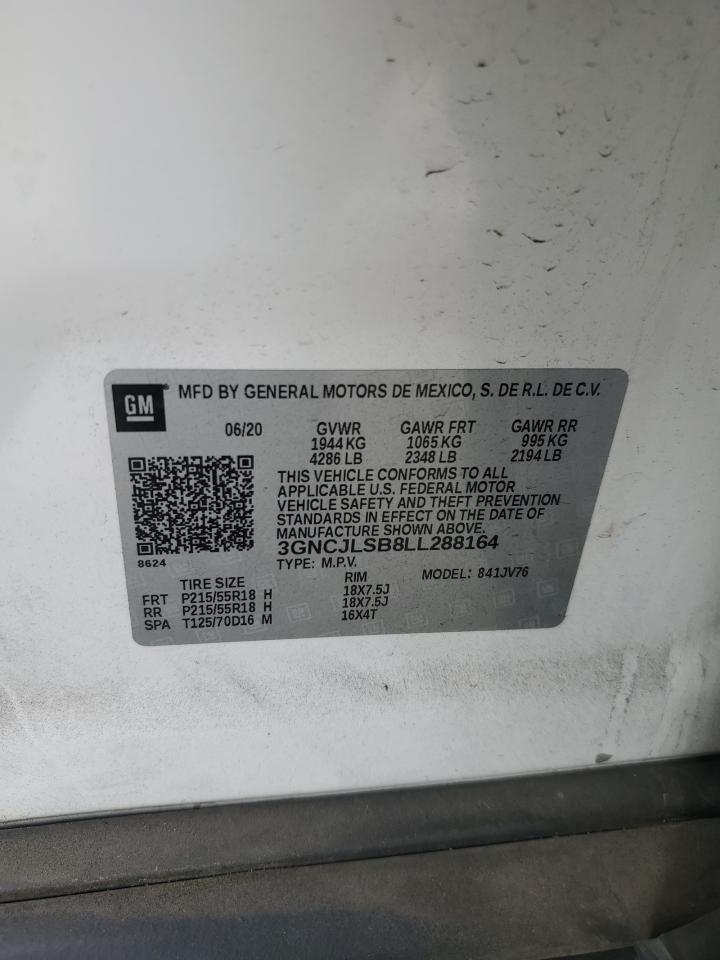 GM
MFD BY GENERAL MOTORS DE MEXICO, S. DE R.L. DE C.V.
06/20 GVWR GAWR FRT GAWR RR
1944 KG 1065 KG 995 KG
4286 LB 2348 LB 2194 LB
THIS VEHICLE CONFORMS TO ALL
APPLICABLE U.S. FEDERAL MOTOR
VEHICLE SAFETY AND THEFT PREVENTION
STANDARDS IN EFFECT ON THE DATE OF
MANUFACTURE SHOWN ABOVE.
3GNCJLSB8LL288164
8624
TYPE: M.P.V. MODEL: 841JV76
TIRE SIZE RIM
FRT P215/55R18 H 18X7.5J
RR P215/55R18 H 18X7.5J
SPA T125/70D16 M 16X4T